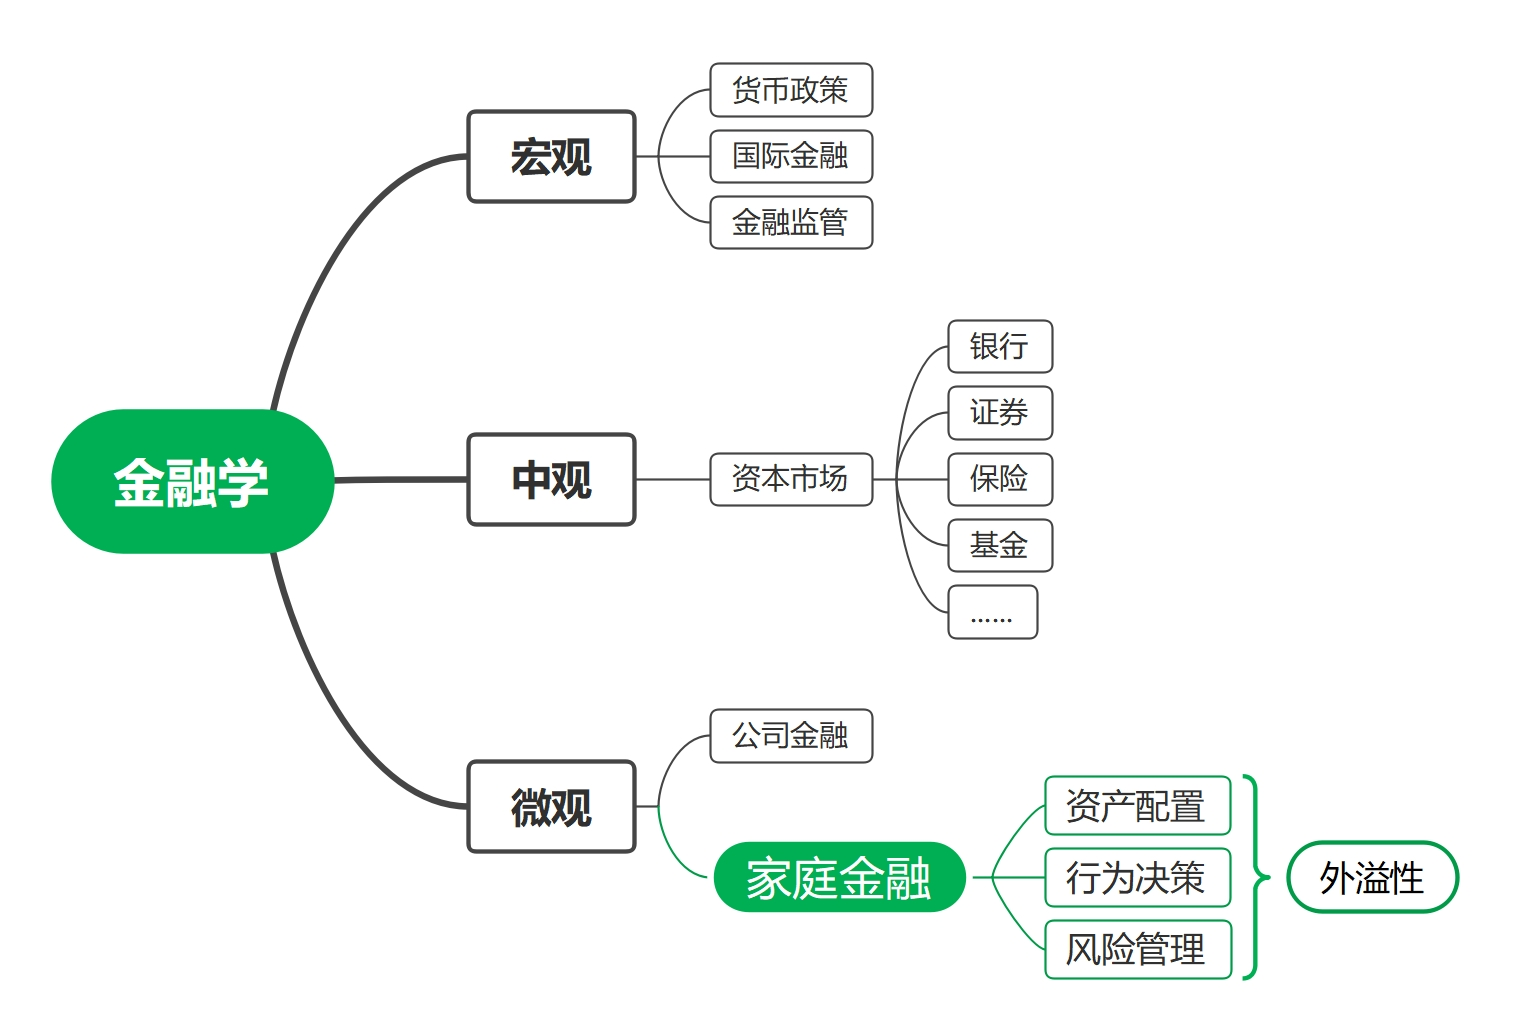 金融学
宏观
货币政策
国际金融
金融监管
中观
资本市场
银行
证券
保险
基金
……
微观
公司金融
家庭金融
资产配置
行为决策
风险管理
外溢性